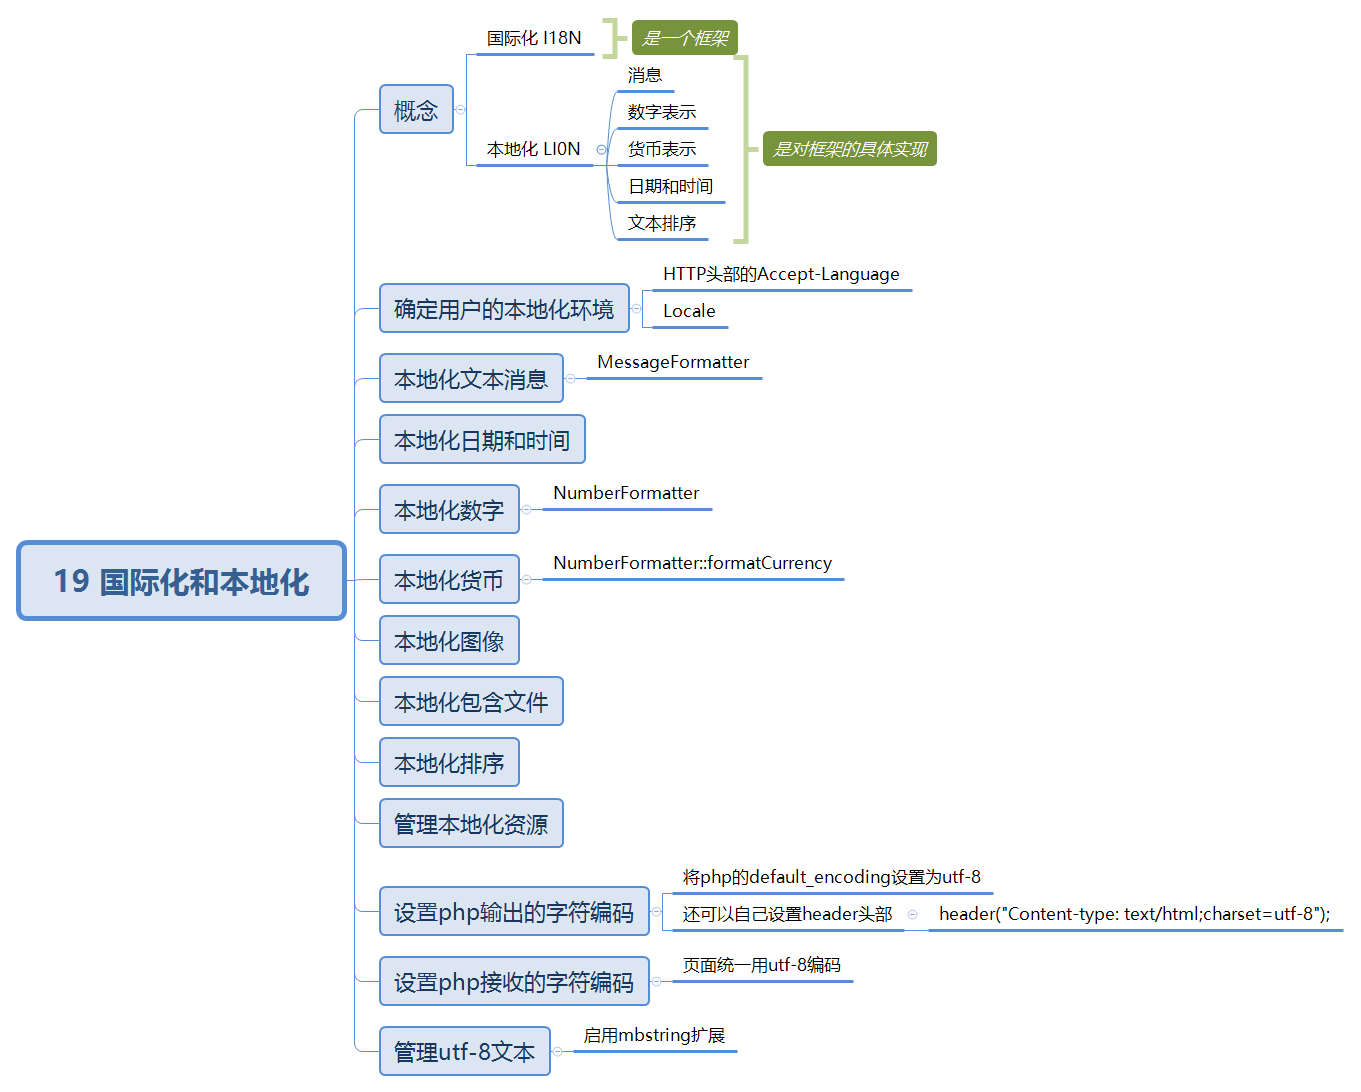 19 国际化和本地化
概念
国际化 I18N
是一个框架
本地化 LI0N
消息
数字表示
货币表示
日期和时间
文本排序
是对框架的具体实现
确定用户的本地化环境
HTTP头部的Accept-Language
Locale
本地化文本消息
MessageFormatter
本地化日期和时间
本地化数字
NumberFormatter
本地化货币
NumberFormatter::formatCurrency
本地化图像
本地化包含文件
本地化排序
管理本地化资源
设置php输出的字符编码
将php的default_encoding设置为utf-8
还可以自己设置header头部
header("Content-type: text/html;charset=utf-8");
设置php接收的字符编码
页面统一用utf-8编码
管理utf-8文本
启用mbstring扩展